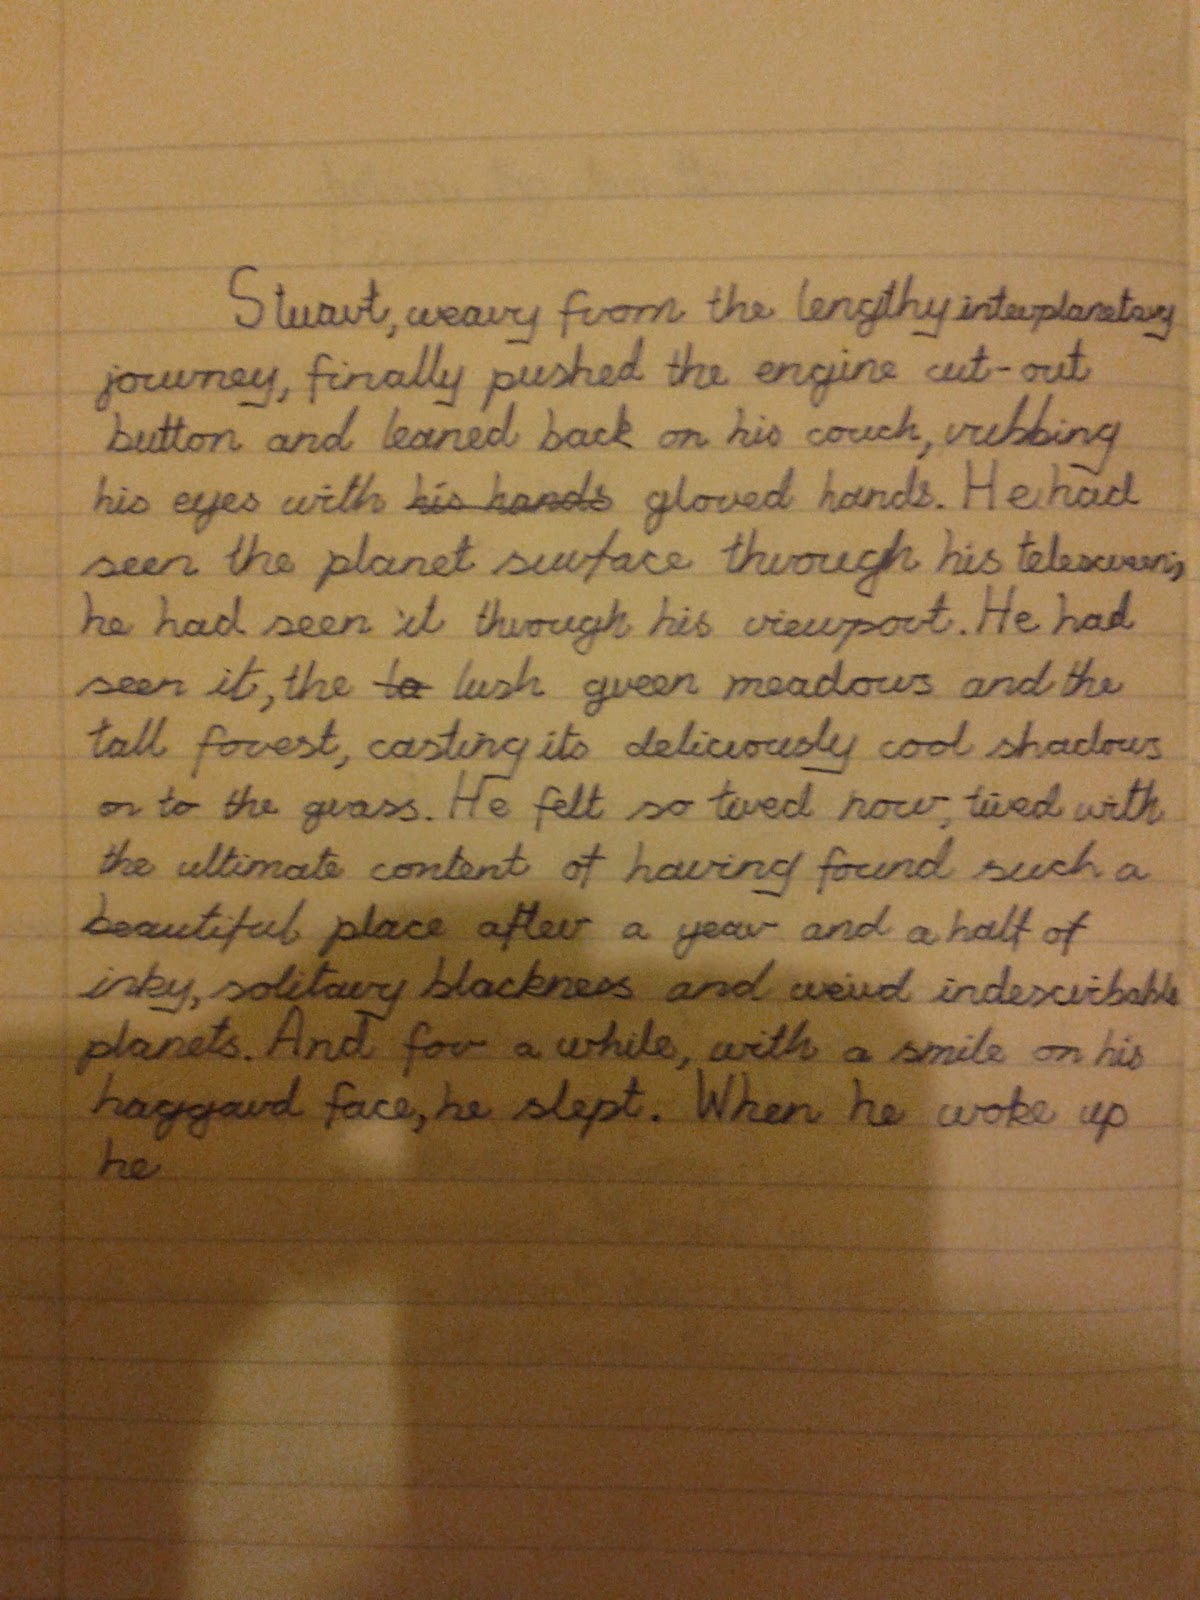 Stuart, weary from the lengthy interplanetary
journey, finally pushed the engine cut-out
button and leaned back on his couch, rubbing
his eyes with his hands gloved hands. He had
seen the planet surface through his telescreen;
he had seen it through his viewport. He had
seen it, the ta lush green meadows and the
tall forest, casting its deliciously cool shadows
on to the grass. He felt so tired now; tired with
the ultimate content of having found such a
beautiful place after a year and a half of
inky, solitary blackness and weird indescirbable
planets. And for a while, with a smile on his
haggard face, he slept. When he woke up
he